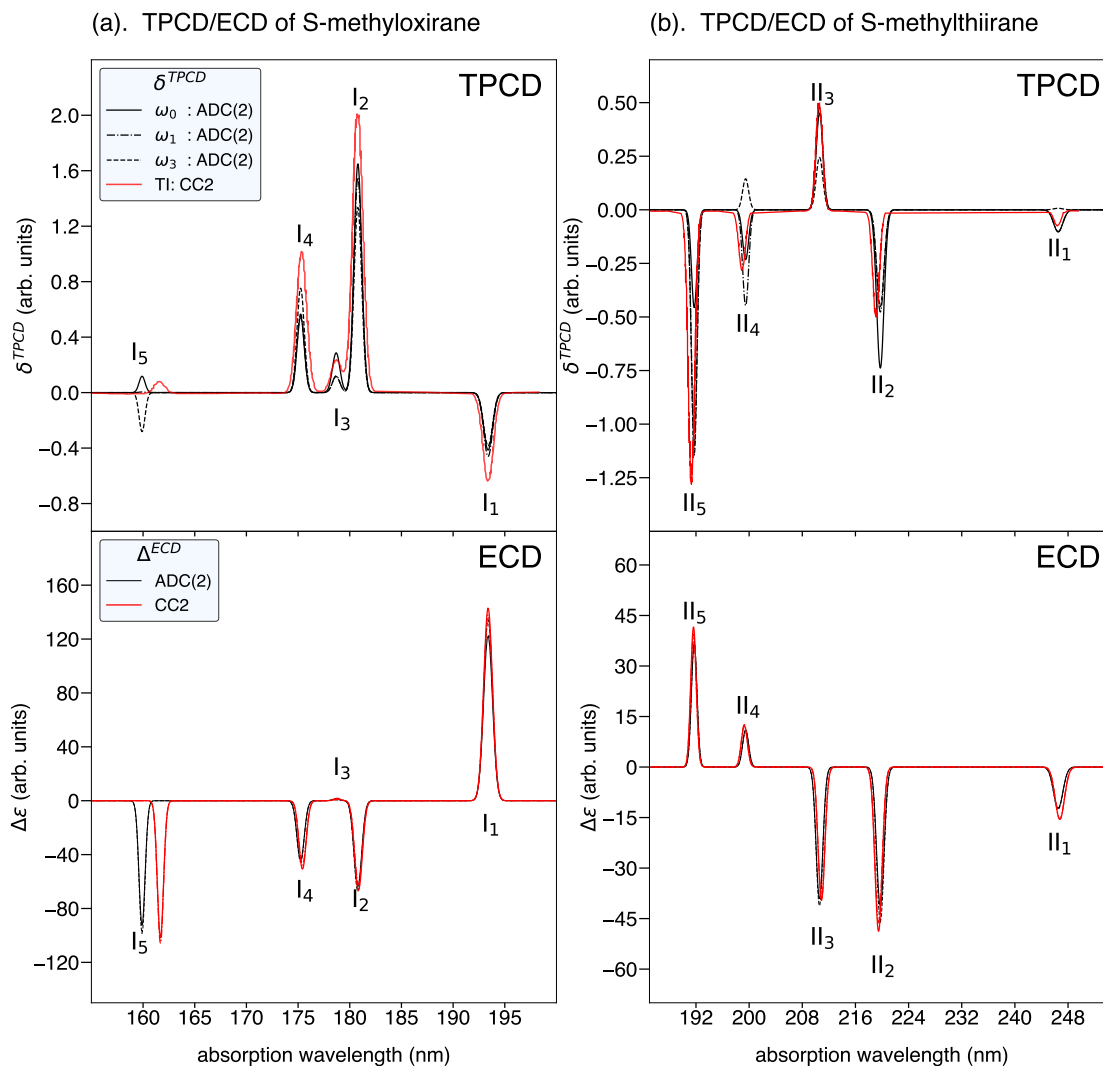 (a). TPCD/ECD of S-methyloxirane
(b). TPCD/ECD of S-methylthiirane
TPCD
δ^TPCD
ω₀ : ADC(2)
ω₁ : ADC(2)
ω₃ : ADC(2)
TI: CC2
2.0
1.6
1.2
0.8
0.4
0.0
−0.4
−0.8
δ^TPCD (arb. units)
I₅
I₄
I₃
I₂
I₁
TPCD
0.50
0.25
0.00
−0.25
−0.50
−0.75
−1.00
−1.25
δ^TPCD (arb. units)
II₃
II₁
II₄
II₂
II₅
ECD
Δ^ECD
ADC(2)
CC2
160
120
80
40
0
−40
−80
−120
Δε (arb. units)
I₃
I₁
I₄
I₂
I₅
160 165 170 175 180 185 190 195
absorption wavelength (nm)
ECD
60
45
30
15
0
−15
−30
−45
−60
Δε (arb. units)
II₅
II₄
II₁
II₃
II₂
192 200 208 216 224 232 240 248
absorption wavelength (nm)